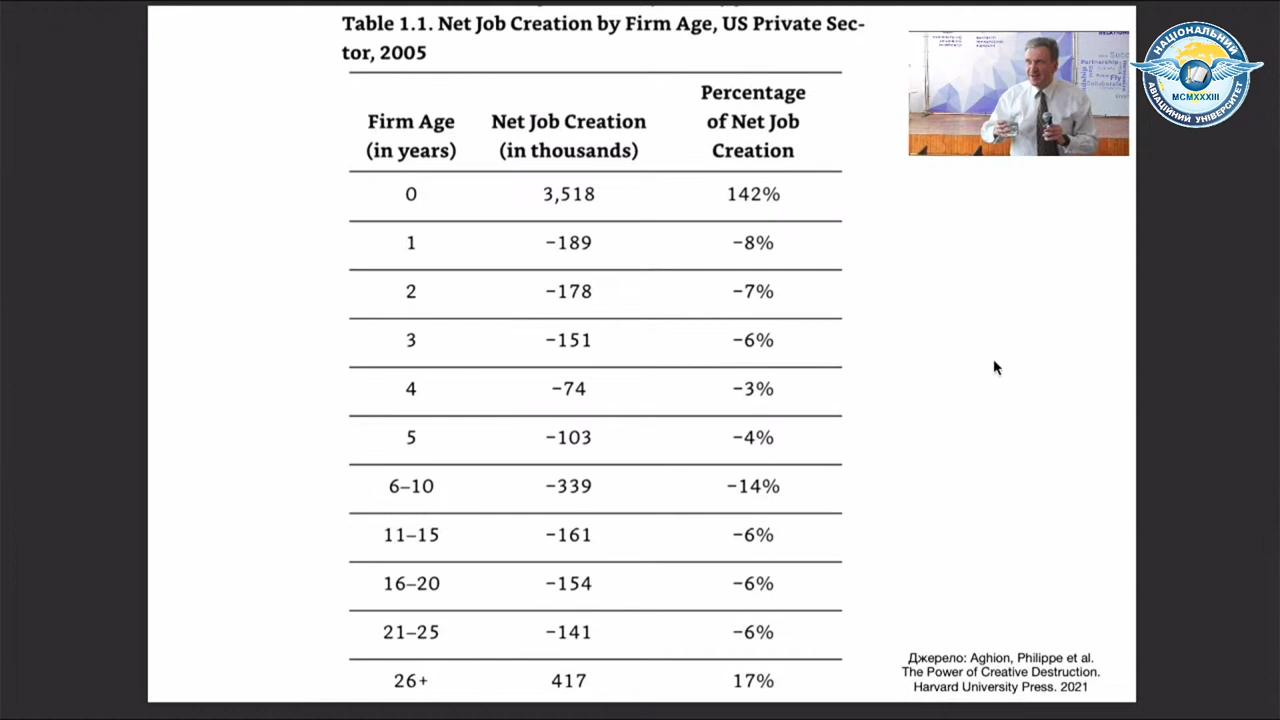 Table 1.1. Net Job Creation by Firm Age, US Private Sec-
tor, 2005
Firm Age (in years) Net Job Creation (in thousands) Percentage of Net Job Creation
0 3,518 142%
1 −189 −8%
2 −178 −7%
3 −151 −6%
4 −74 −3%
5 −103 −4%
6–10 −339 −14%
11–15 −161 −6%
16–20 −154 −6%
21–25 −141 −6%
26+ 417 17%
Джерело: Aghion, Philippe et al.
The Power of Creative Destruction.
Harvard University Press. 2021
НАЦІОНАЛЬНИЙ
АВІАЦІЙНИЙ УНІВЕРСИТЕТ
MCMXXXIII
Partnership